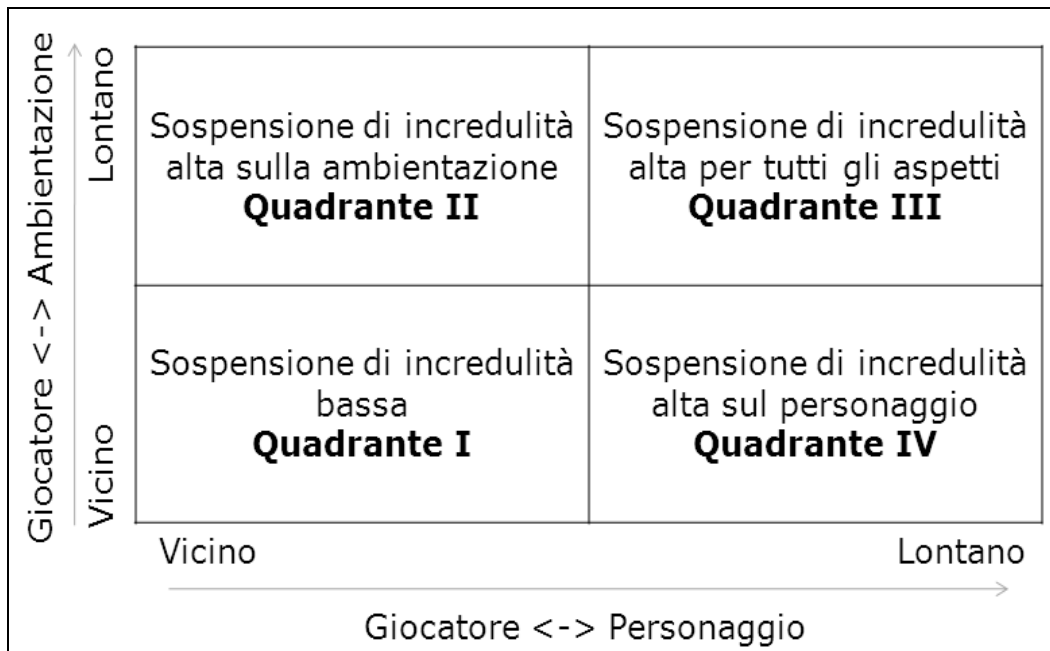 Giocatore <-> Ambientazione
Lontano
Vicino
Sospensione di incredulità
alta sulla ambientazione
Quadrante II
Sospensione di incredulità
alta per tutti gli aspetti
Quadrante III
Sospensione di incredulità
bassa
Quadrante I
Sospensione di incredulità
alta sul personaggio
Quadrante IV
Vicino
Lontano
Giocatore <-> Personaggio